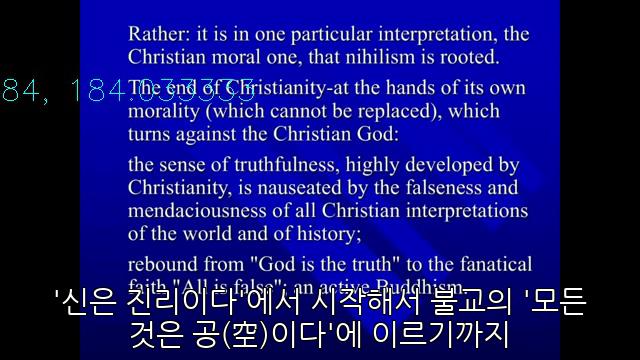 Rather: it is in one particular interpretation, the
Christian moral one, that nihilism is rooted.
84, 184.033333
The end of Christianity-at the hands of its own
morality (which cannot be replaced), which
turns against the Christian God:
the sense of truthfulness, highly developed by
Christianity, is nauseated by the falseness and
mendaciousness of all Christian interpretations
of the world and of history;
rebound from "God is the truth" to the fanatical
faith "All is false"; an active Buddhism.
'신은 진리이다'에서 시작해서 불교의 '모든
것은 공(空)이다'에 이르기까지